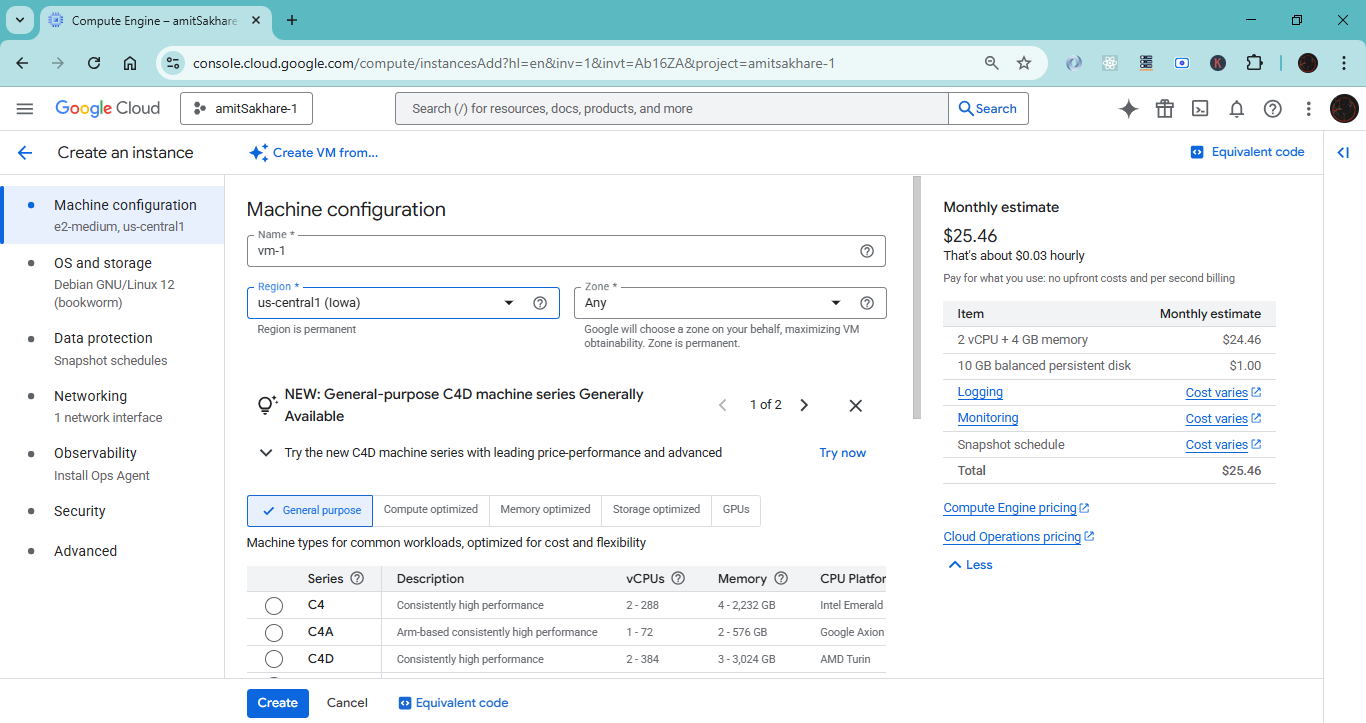 Compute Engine – amitSakhare
console.cloud.google.com/compute/instancesAdd?hl=en&inv=1&invt=Ab16ZA&project=amitsakhare-1
K
Google Cloud
amitSakhare-1
Search (/) for resources, docs, products, and more
Search
Create an instance
Create VM from...
Equivalent code
Machine configuration
e2-medium, us-central1
OS and storage
Debian GNU/Linux 12
(bookworm)
Data protection
Snapshot schedules
Networking
1 network interface
Observability
Install Ops Agent
Security
Advanced
Machine configuration
Name *
vm-1
Region *
us-central1 (Iowa)
Region is permanent
Zone *
Any
Google will choose a zone on your behalf, maximizing VM
obtainability. Zone is permanent.
NEW: General-purpose C4D machine series Generally
Available
1 of 2
Try the new C4D machine series with leading price-performance and advanced
Try now
General purpose
Compute optimized
Memory optimized
Storage optimized
GPUs
Machine types for common workloads, optimized for cost and flexibility
Series Description vCPUs Memory CPU Platfor
C4 Consistently high performance 2 - 288 4 - 2,232 GB Intel Emerald
C4A Arm-based consistently high performance 1 - 72 2 - 576 GB Google Axion
C4D Consistently high performance 2 - 384 3 - 3,024 GB AMD Turin
Create
Cancel
Equivalent code
Monthly estimate
$25.46
That's about $0.03 hourly
Pay for what you use: no upfront costs and per second billing
Item Monthly estimate
2 vCPU + 4 GB memory $24.46
10 GB balanced persistent disk $1.00
Logging Cost varies
Monitoring Cost varies
Snapshot schedule Cost varies
Total $25.46
Compute Engine pricing
Cloud Operations pricing
Less